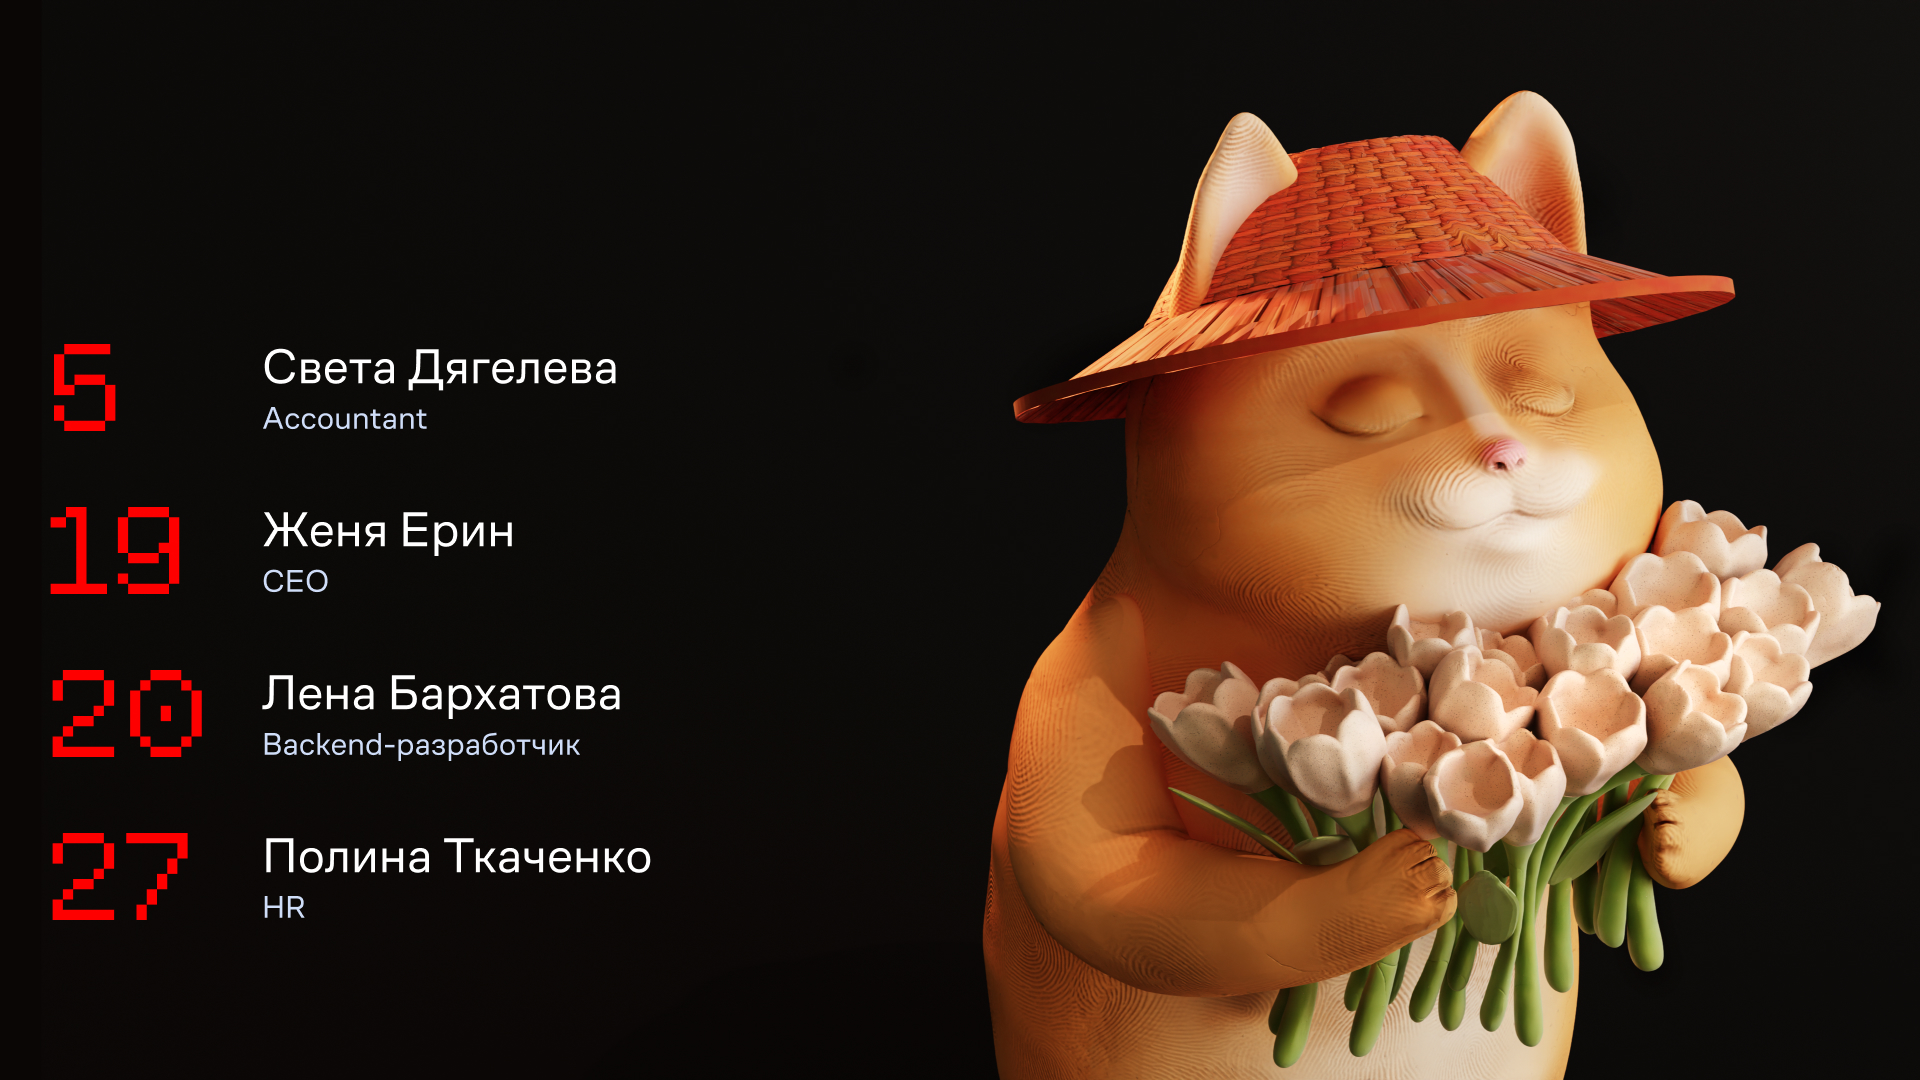 5
Света Дягелева
Accountant
19
Женя Ерин
CEO
20
Лена Бархатова
Backend-разработчик
27
Полина Ткаченко
HR